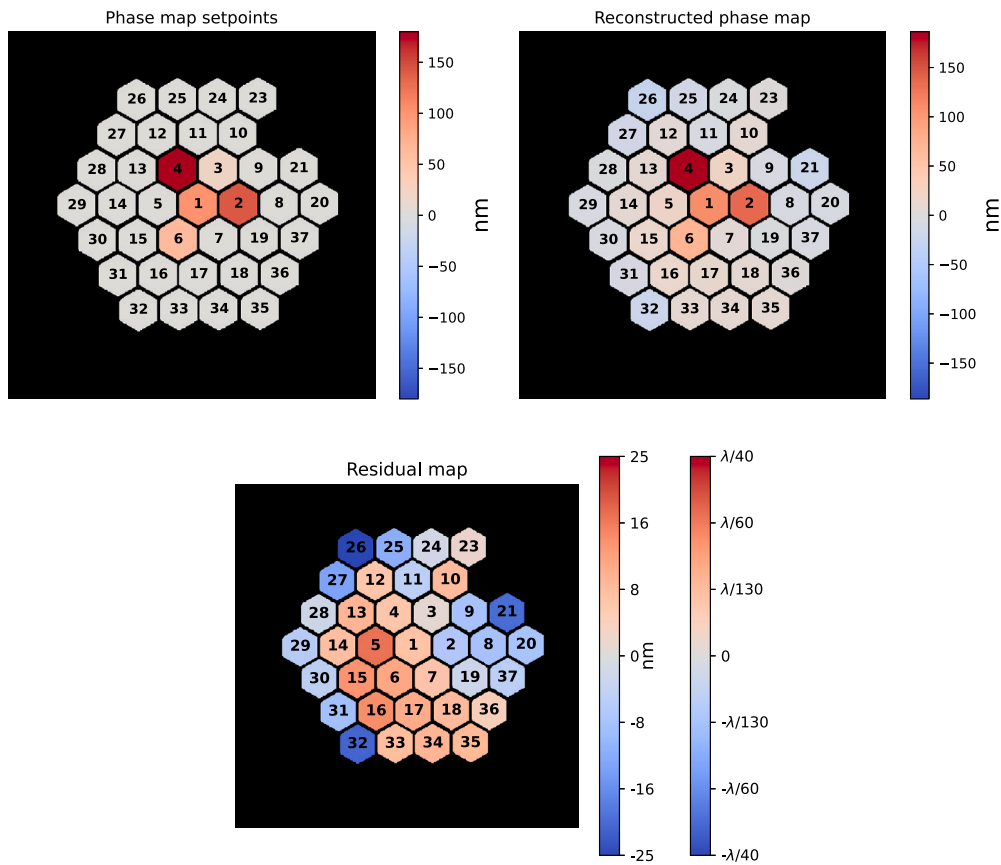 Phase map setpoints
26 25 24 23
27 12 11 10
28 13 4 3 9 21
29 14 5 1 2 8 20
30 15 6 7 19 37
31 16 17 18 36
32 33 34 35
150
100
50
0
−50
−100
−150
nm
Reconstructed phase map
26 25 24 23
27 12 11 10
28 13 4 3 9 21
29 14 5 1 2 8 20
30 15 6 7 19 37
31 16 17 18 36
32 33 34 35
150
100
50
0
−50
−100
−150
nm
Residual map
26 25 24 23
27 12 11 10
28 13 4 3 9 21
29 14 5 1 2 8 20
30 15 6 7 19 37
31 16 17 18 36
32 33 34 35
25
16
8
0
-8
-16
-25
nm
λ/40
λ/60
λ/130
0
-λ/130
-λ/60
-λ/40